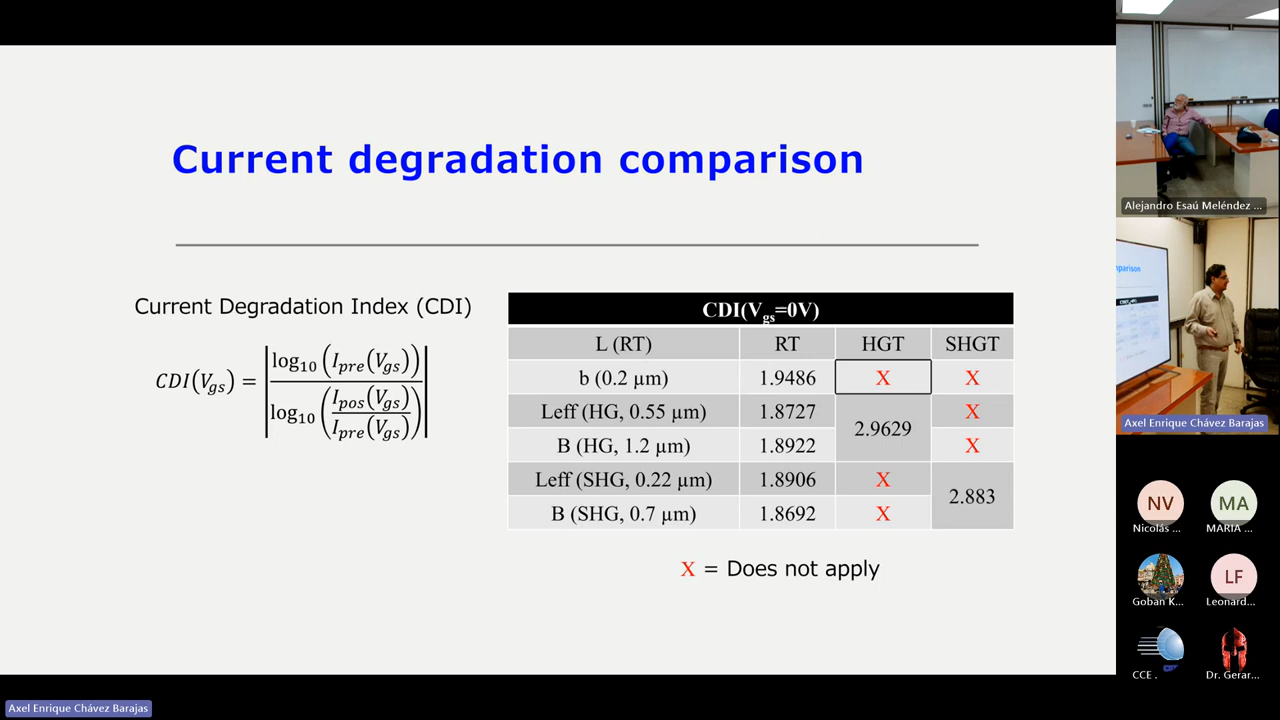 Current degradation comparison
Current Degradation Index (CDI)
CDI(V_gs) = |log₁₀(I_pre(V_gs)) / log₁₀(I_pos(V_gs) / I_pre(V_gs))|
CDI(V_gs=0V)
L (RT) RT HGT SHGT
b (0.2 µm) 1.9486 X X
Leff (HG, 0.55 µm) 1.8727 2.9629 X
B (HG, 1.2 µm) 1.8922 X
Leff (SHG, 0.22 µm) 1.8906 X 2.883
B (SHG, 0.7 µm) 1.8692 X
X = Does not apply
Alejandro Esaú Meléndez ...
Axel Enrique Chávez Barajas
NV
Nicolás ...
MA
MARIA ...
Goban K...
LF
Leonard...
CCE .
Dr. Gerar...
Axel Enrique Chávez Barajas